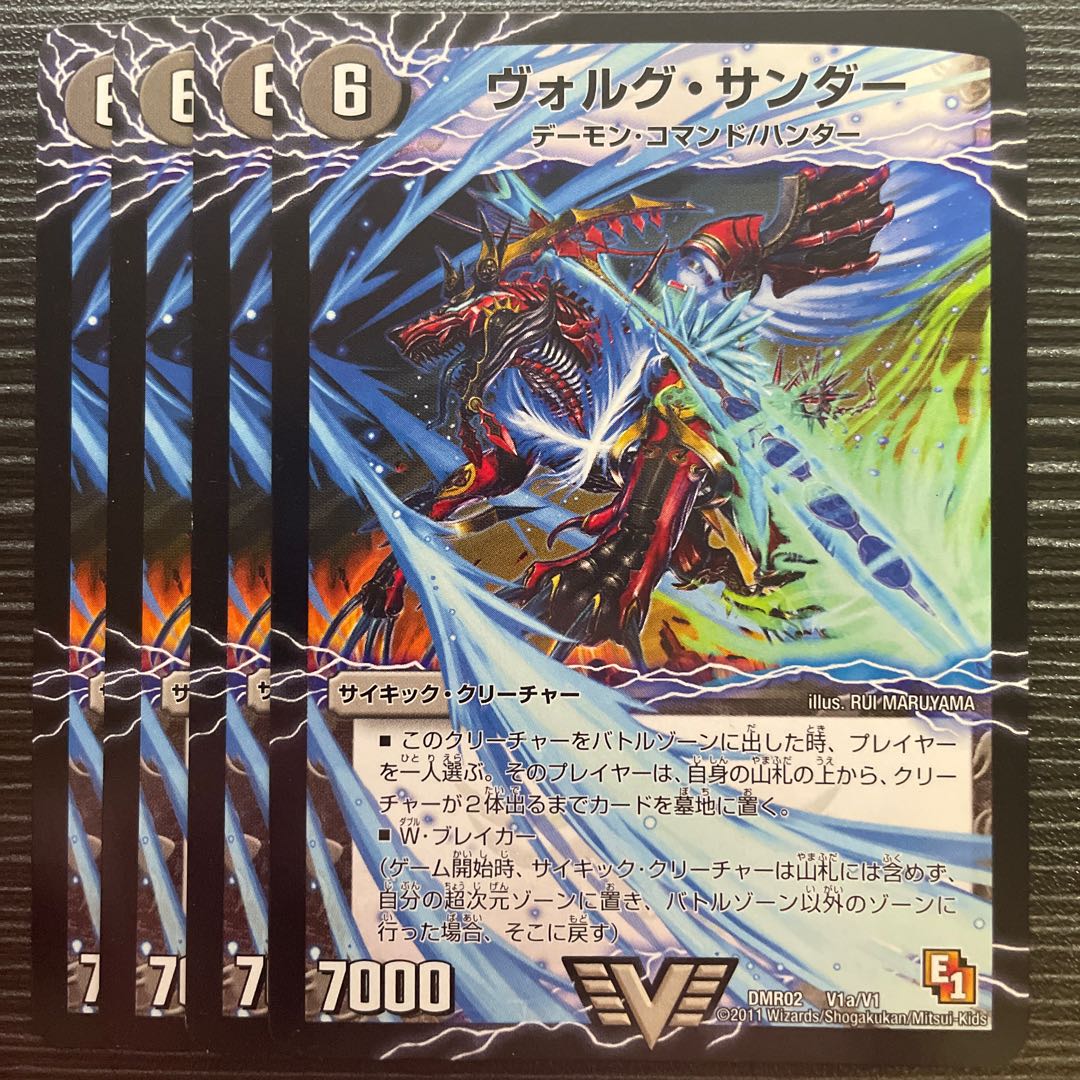 6 6 6 6
ヴォルグ・サンダー
デーモン・コマンド/ハンター
サ サ サイキック・クリーチャー
illus. RUI MARUYAMA
■ このクリーチャーをバトルゾーンに出した時、プレイヤー
を一人選ぶ。そのプレイヤーは、自身の山札の上から、クリー
チャーが2体出るまでカードを墓地に置く。
■ W・ブレイカー
(ゲーム開始時、サイキック・クリーチャーは山札には含めず、
自分の超次元ゾーンに置き、バトルゾーン以外のゾーンに
行った場合、そこに戻す)
7 70 7 7000
V
E1
DMR02 V1a/V1
©2011 Wizards/Shogakukan/Mitsui-Kids